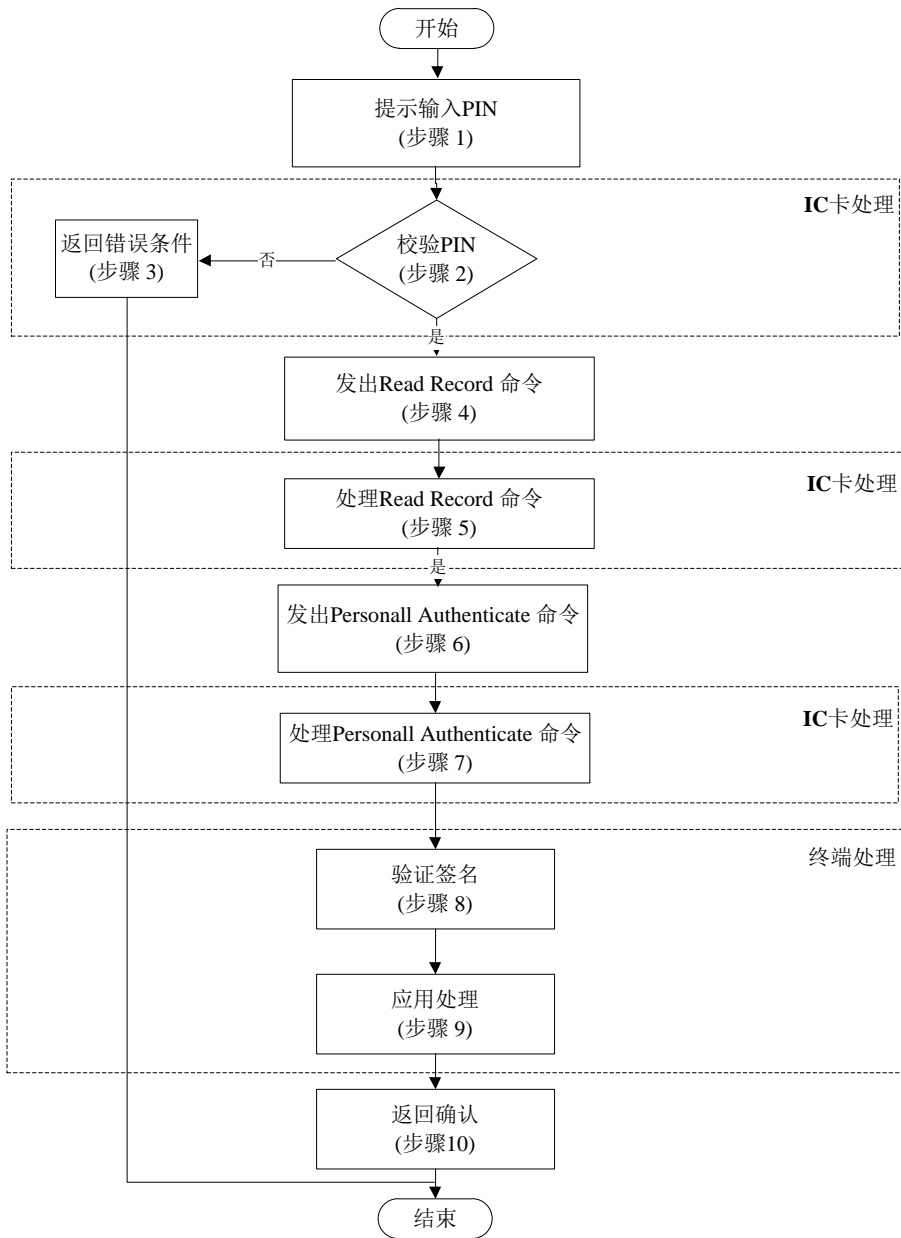 开始
提示输入PIN
(步骤 1)
IC卡处理
返回错误条件
(步骤 3)
否
校验PIN
(步骤 2)
是
发出Read Record 命令
(步骤 4)
IC卡处理
处理Read Record 命令
(步骤 5)
是
发出Personall Authenticate 命令
(步骤 6)
IC卡处理
处理Personall Authenticate 命令
(步骤 7)
终端处理
验证签名
(步骤 8)
应用处理
(步骤 9)
返回确认
(步骤10)
结束